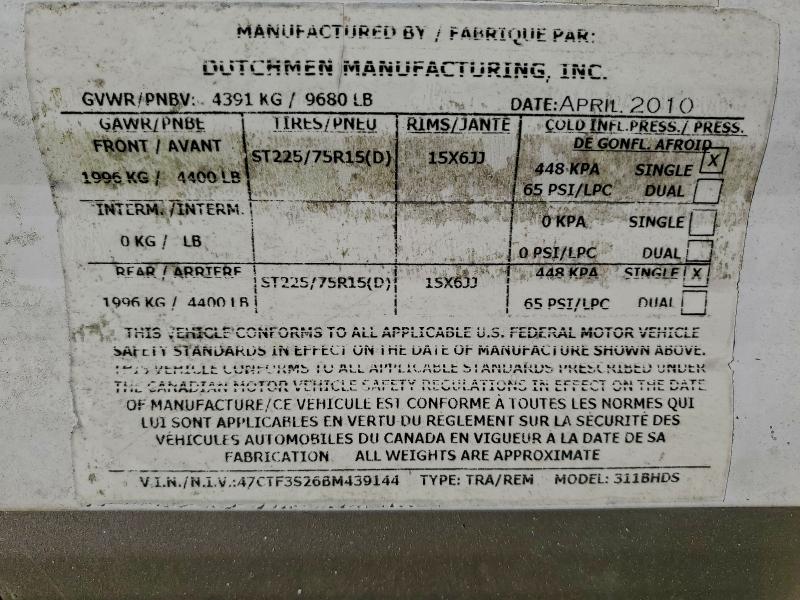 MANUFACTURED BY / FABRIQUE PAR:
DUTCHMEN MANUFACTURING, INC.
GVWR/PNBV: 4391 KG / 9680 LB DATE: APRIL. 2010
GAWR/PNBE TIRES/PNEU RIMS/JANTE COLD INFL.PRESS./ PRESS.
DE GONFL. AFROID
FRONT / AVANT ST225/75R15(D) 15X6JJ 448 KPA SINGLE X
1996 KG / 4400 LB 65 PSI/LPC DUAL
INTERM. /INTERM. 0 KPA SINGLE
0 KG / LB 0 PSI/LPC DUAL
REAR / ARRIERE ST225/75R15(D) 15X6JJ 448 KPA SINGLE X
1996 KG / 4400 LB 65 PSI/LPC DUAL
THIS VEHICLE CONFORMS TO ALL APPLICABLE U.S. FEDERAL MOTOR VEHICLE
SAFETY STANDARDS IN EFFECT ON THE DATE OF MANUFACTURE SHOWN ABOVE.
THIS VEHICLE CONFORMS TO ALL APPLICABLE STANDARDS PRESCRIBED UNDER
THE CANADIAN MOTOR VEHICLE SAFETY REGULATIONS IN EFFECT ON THE DATE
OF MANUFACTURE/CE VEHICULE EST CONFORME À TOUTES LES NORMES QUI
LUI SONT APPLICABLES EN VERTU DU REGLEMENT SUR LA SÉCURITÉ DES
VÉHICULES AUTOMOBILES DU CANADA EN VIGUEUR A LA DATE DE SA
FABRICATION. ALL WEIGHTS ARE APPROXIMATE
V.I.N./N.I.V.:47CTF3S26BM439144 TYPE: TRA/REM MODEL: 311BHDS